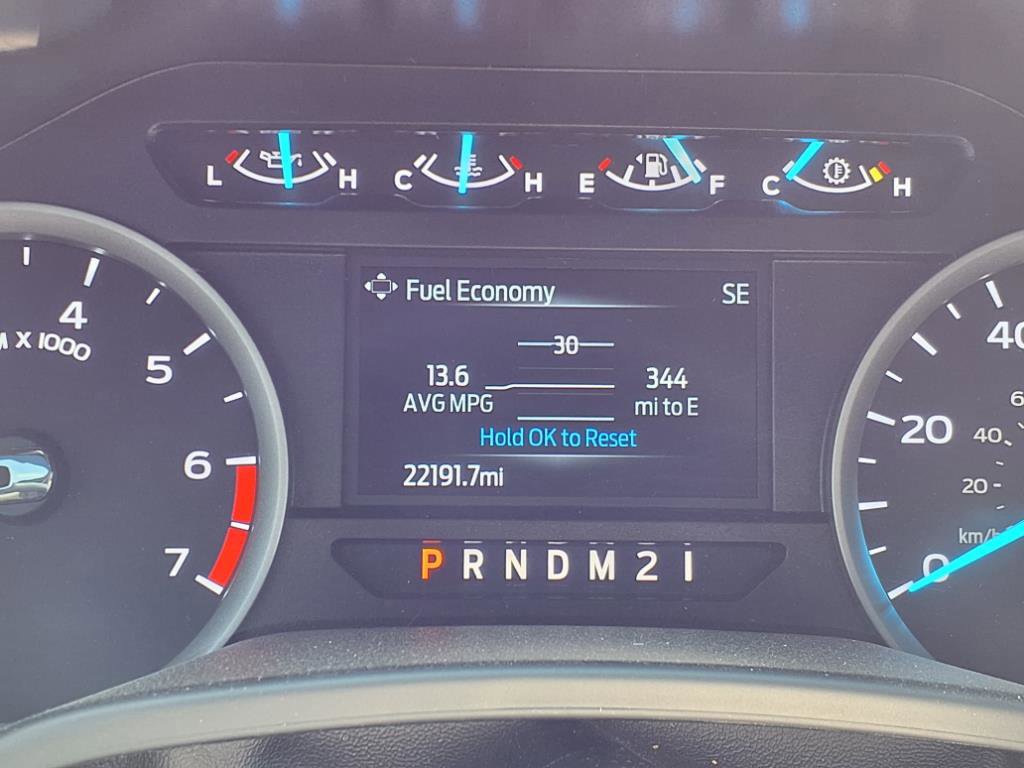 L H C H E F C H
Fuel Economy SE
30
13.6 344
AVG MPG mi to E
Hold OK to Reset
22191.7mi
P R N D M 2 1
4
X 1000
5
6
7
40
20
0
40
20
km/h